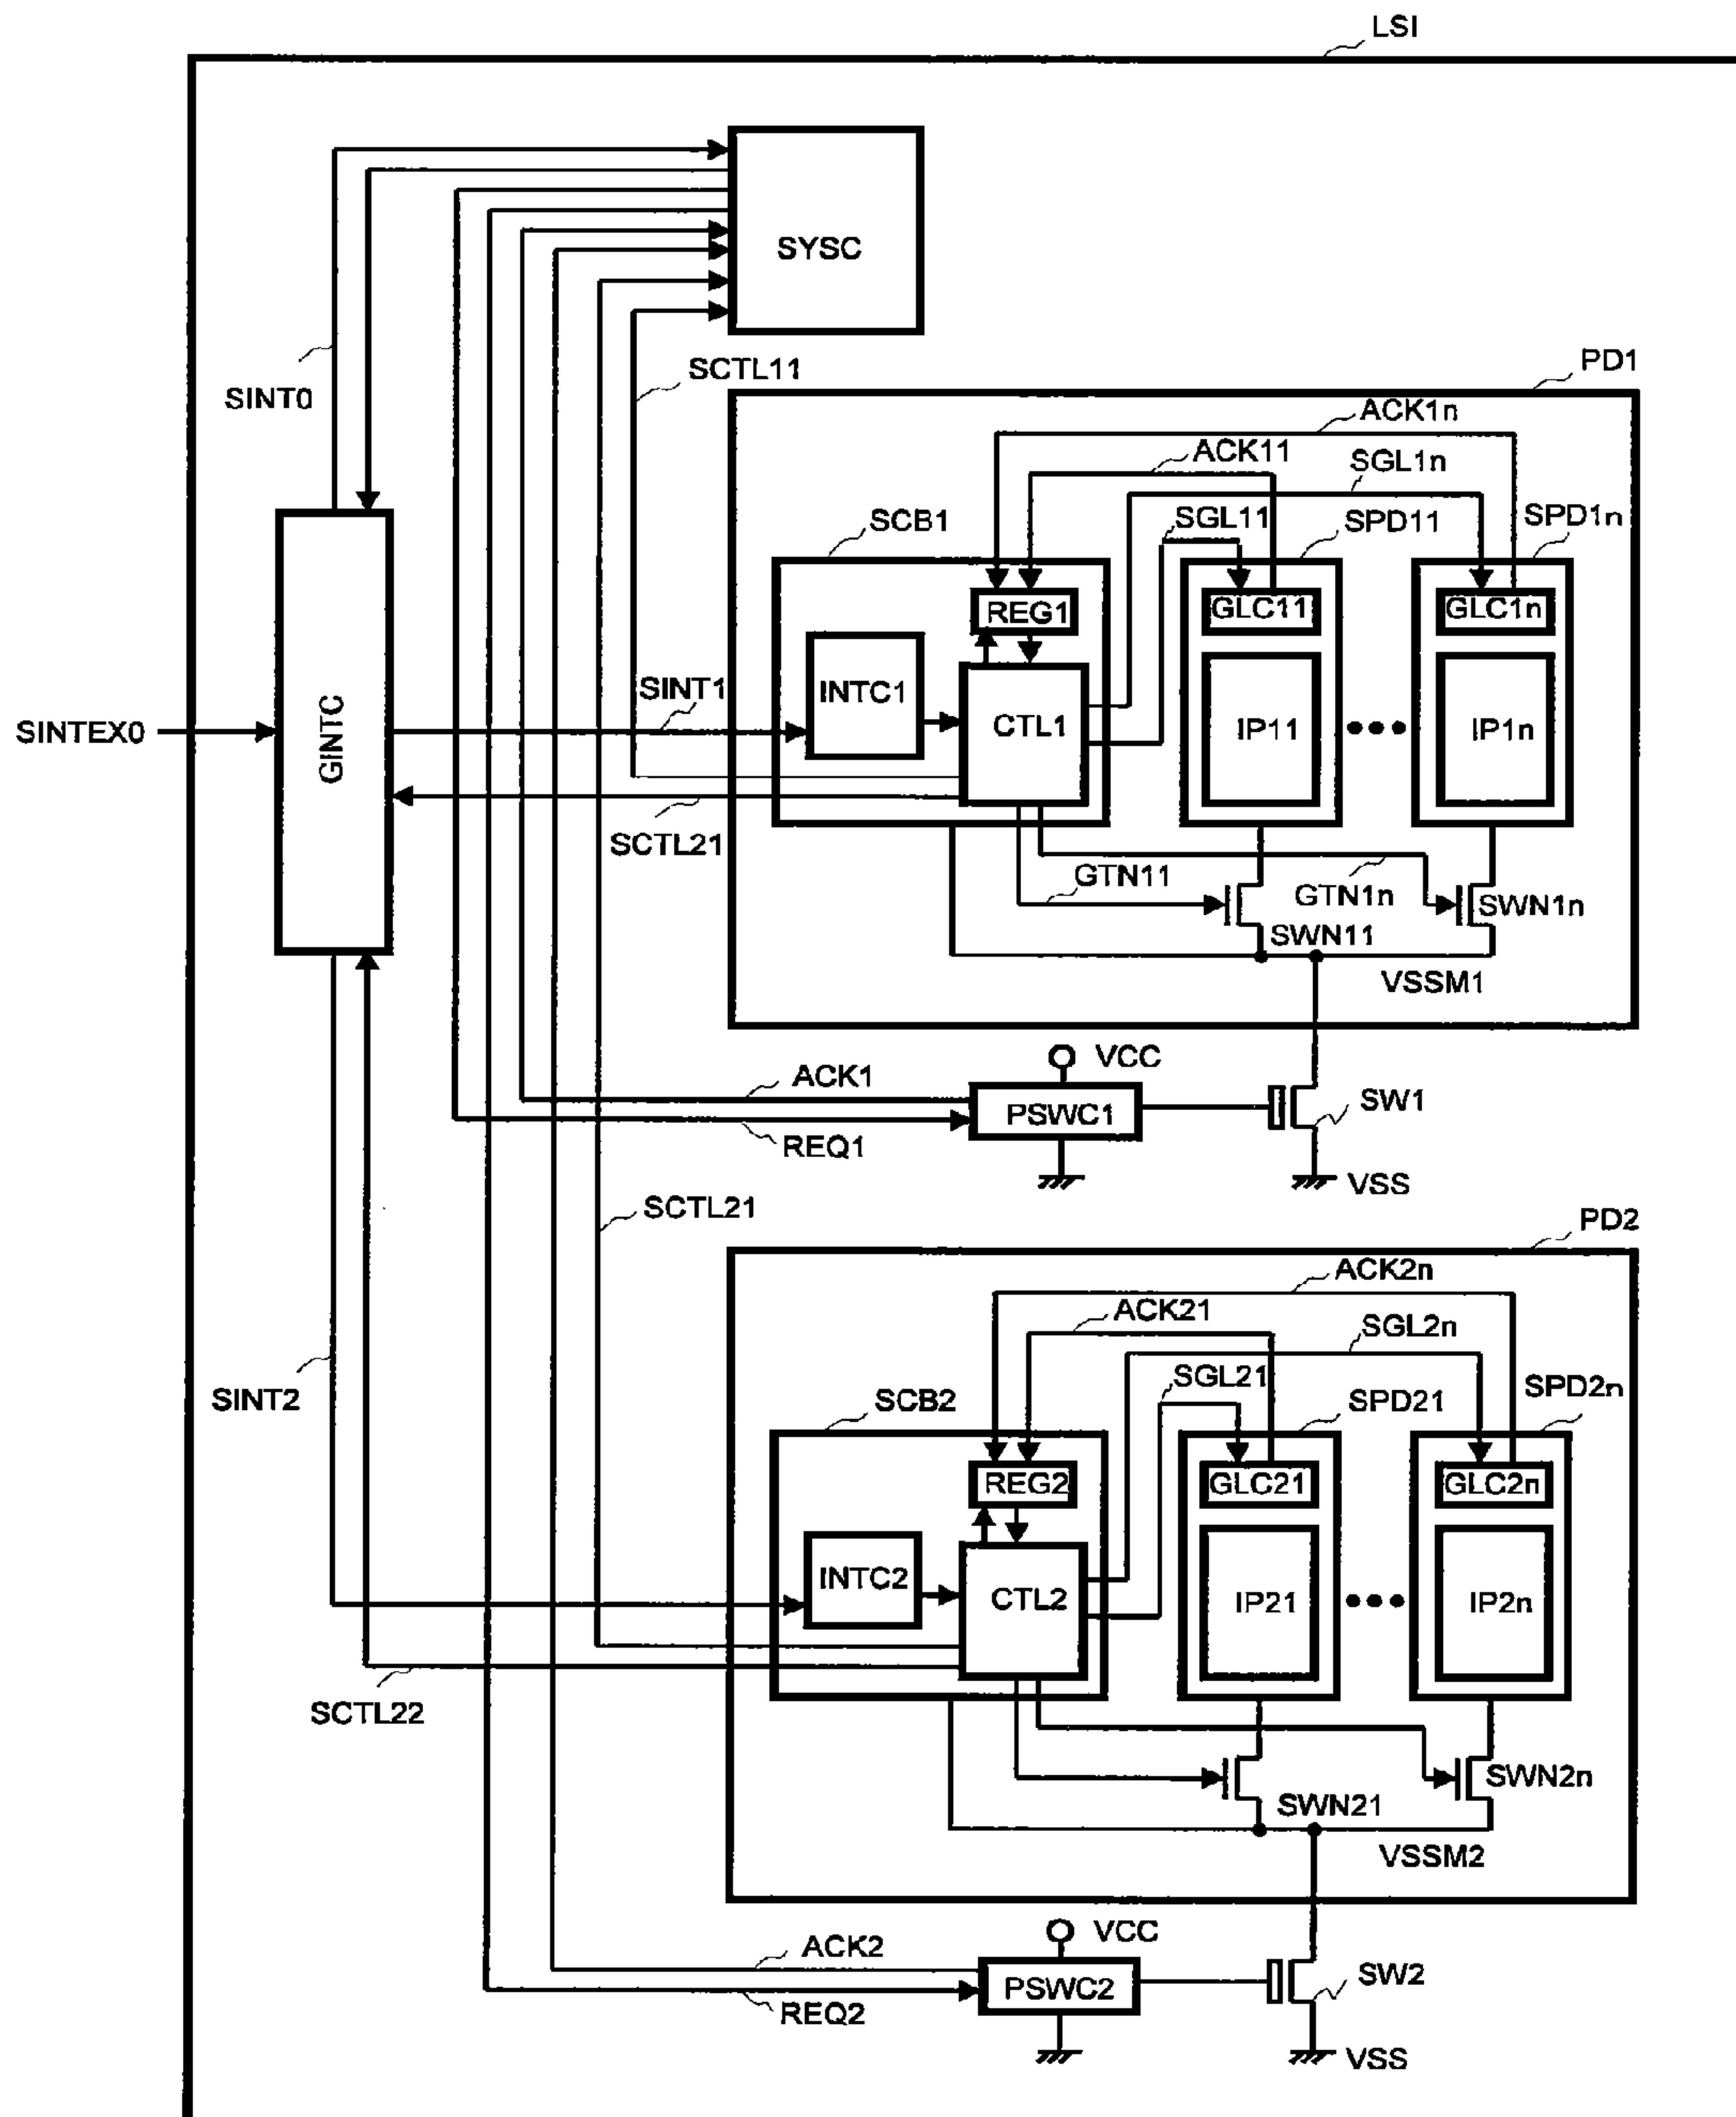 LSI
SYSC
SINT0
SCTL11
PD1
ACK1n
ACK11
SGL1n
SCB1
SGL11
SPD11
SPD1n
REG1
GLC11
GLC1n
INTC1
SINT1
CTL1
IP11
IP1n
SINTEX0
GINTC
SCTL21
GTN11
GTN1n
SWN1n
SWN11
VSSM1
VCC
ACK1
PSWC1
SW1
REQ1
VSS
SCTL21
PD2
ACK2n
ACK21
SGL2n
SGL21
SINT2
SCB2
SPD21
SPD2n
REG2
GLC21
GLC2n
INTC2
CTL2
IP21
IP2n
SCTL22
SWN2n
SWN21
VSSM2
VCC
ACK2
PSWC2
SW2
REQ2
VSS